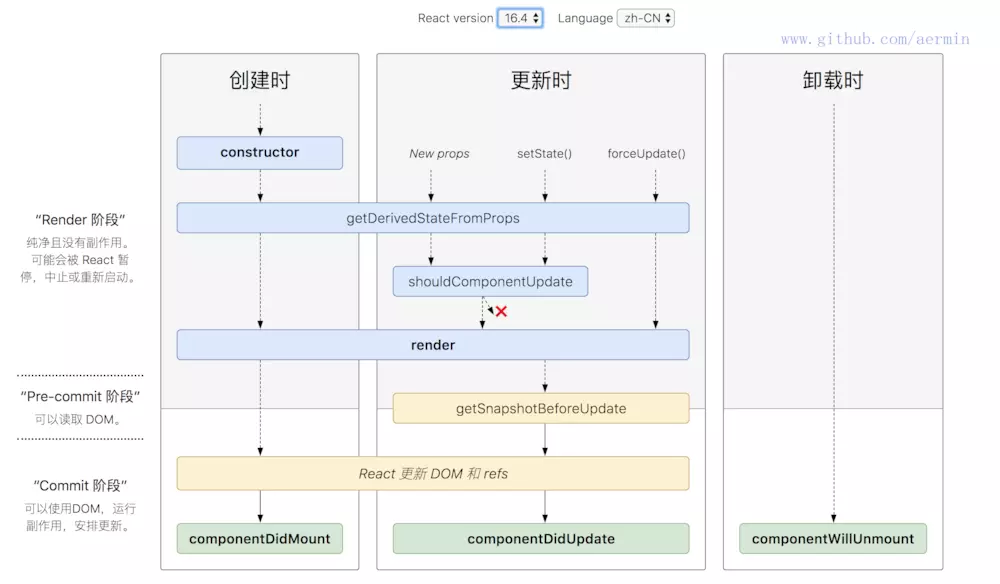 React version 16.4 Language zh-CN
www.github.com/aermin
创建时
更新时
卸载时
constructor
New props
setState()
forceUpdate()
“Render 阶段”
纯净且没有副作用。
可能会被 React 暂
停，中止或重新启动。
getDerivedStateFromProps
shouldComponentUpdate
render
“Pre-commit 阶段”
可以读取 DOM。
getSnapshotBeforeUpdate
React 更新 DOM 和 refs
“Commit 阶段”
可以使用DOM，运行
副作用，安排更新。
componentDidMount
componentDidUpdate
componentWillUnmount